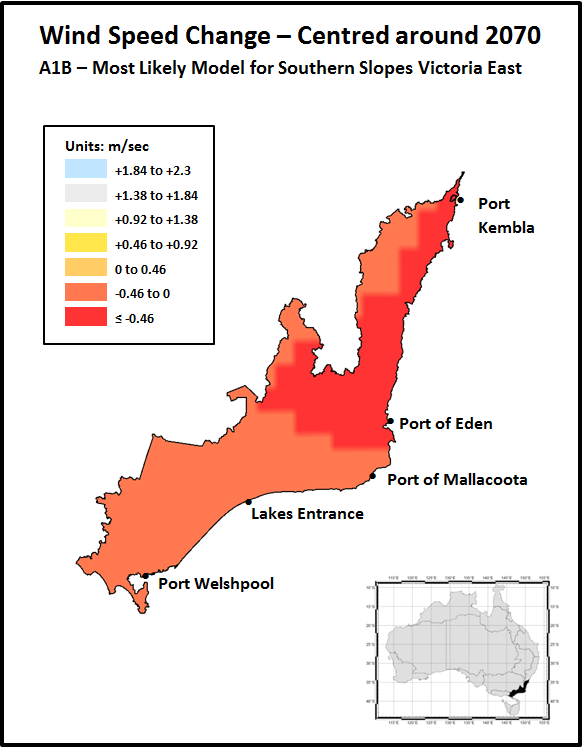 Wind Speed Change – Centred around 2070
A1B – Most Likely Model for Southern Slopes Victoria East
Units: m/sec
+1.84 to +2.3
+1.38 to +1.84
+0.92 to +1.38
+0.46 to +0.92
0 to 0.46
-0.46 to 0
≤ -0.46
Port
Kembla
Port of Eden
Port of Mallacoota
Lakes Entrance
Port Welshpool